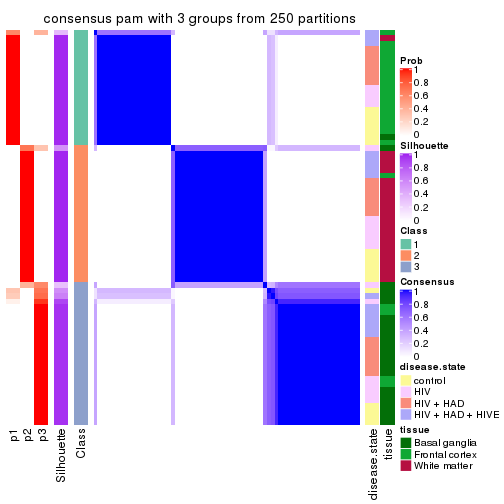 consensus pam with 3 groups from 250 partitions
Prob
1
0.8
0.6
0.4
0.2
0
Silhouette
1
0.8
0.6
0.4
0.2
0
Class
1
2
3
Consensus
1
0.8
0.6
0.4
0.2
0
disease.state
control
HIV
HIV + HAD
HIV + HAD + HIVE
tissue
Basal ganglia
Frontal cortex
White matter
p1
p2
p3
Silhouette
Class
disease.state
tissue